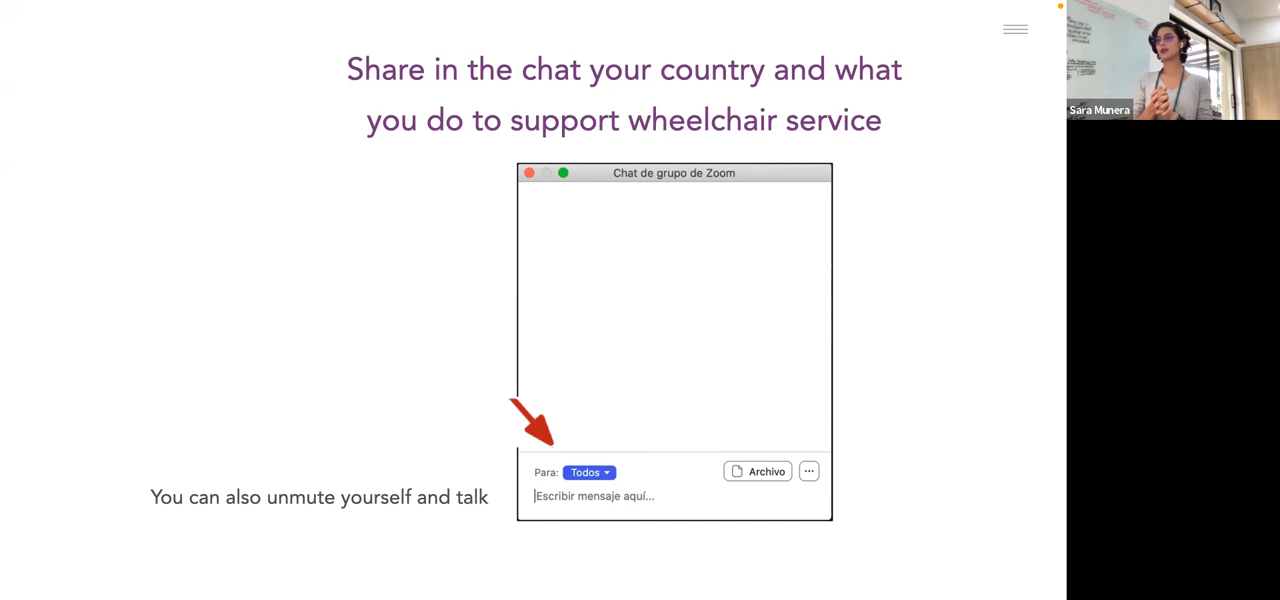 Share in the chat your country and what
you do to support wheelchair service
Chat de grupo de Zoom
Para: Todos
Archivo
...
Escribir mensaje aquí...
You can also unmute yourself and talk
Sara Munera